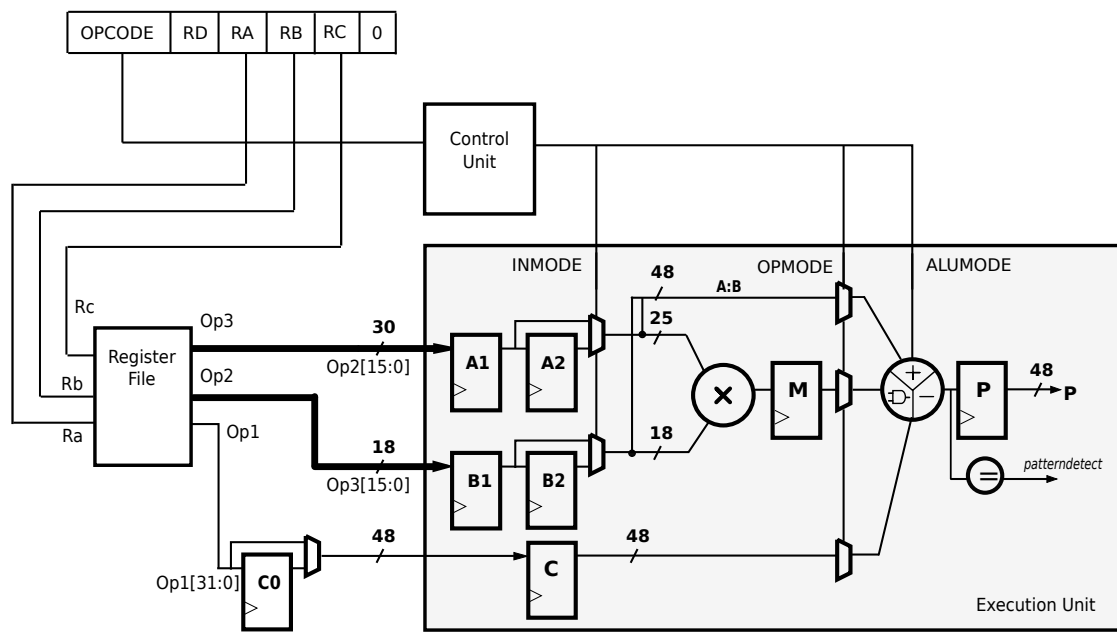 OPCODE RD RA RB RC 0
Control
Unit
INMODE OPMODE ALUMODE
48
A:B
25
Rc
Op3
30
Op2[15:0]
Register
File
Op2
Rb
Ra
Op1
A1 A2
M
P
48
P
18
Op3[15:0]
18
B1 B2
patterndetect
48
48
Op1[31:0]
C0
C
Execution Unit